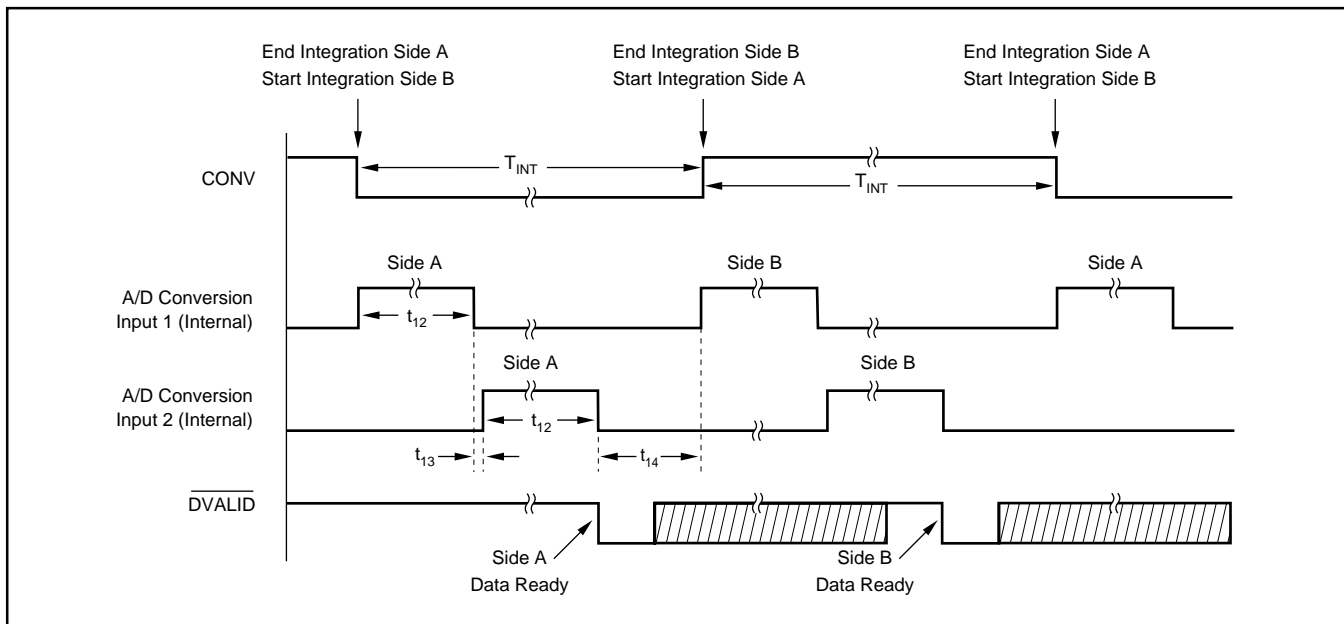 End Integration Side A
Start Integration Side B
End Integration Side B
Start Integration Side A
End Integration Side A
Start Integration Side B
CONV
TINT
TINT
A/D Conversion
Input 1 (Internal)
Side A
t12
Side B
Side A
A/D Conversion
Input 2 (Internal)
Side A
t12
Side B
t13
t14
DVALID
Side A
Data Ready
Side B
Data Ready